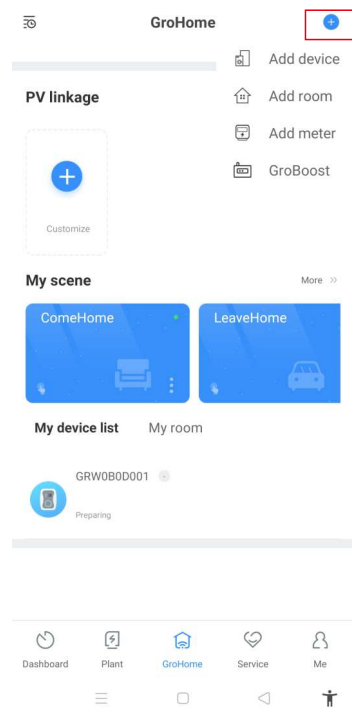 GroHome
Add device
PV linkage
Add room
Add meter
GroBoost
Customize
My scene
More
ComeHome
LeaveHome
My device list
My room
GRW0B0D001
Preparing
Dashboard
Plant
GroHome
Service
Me